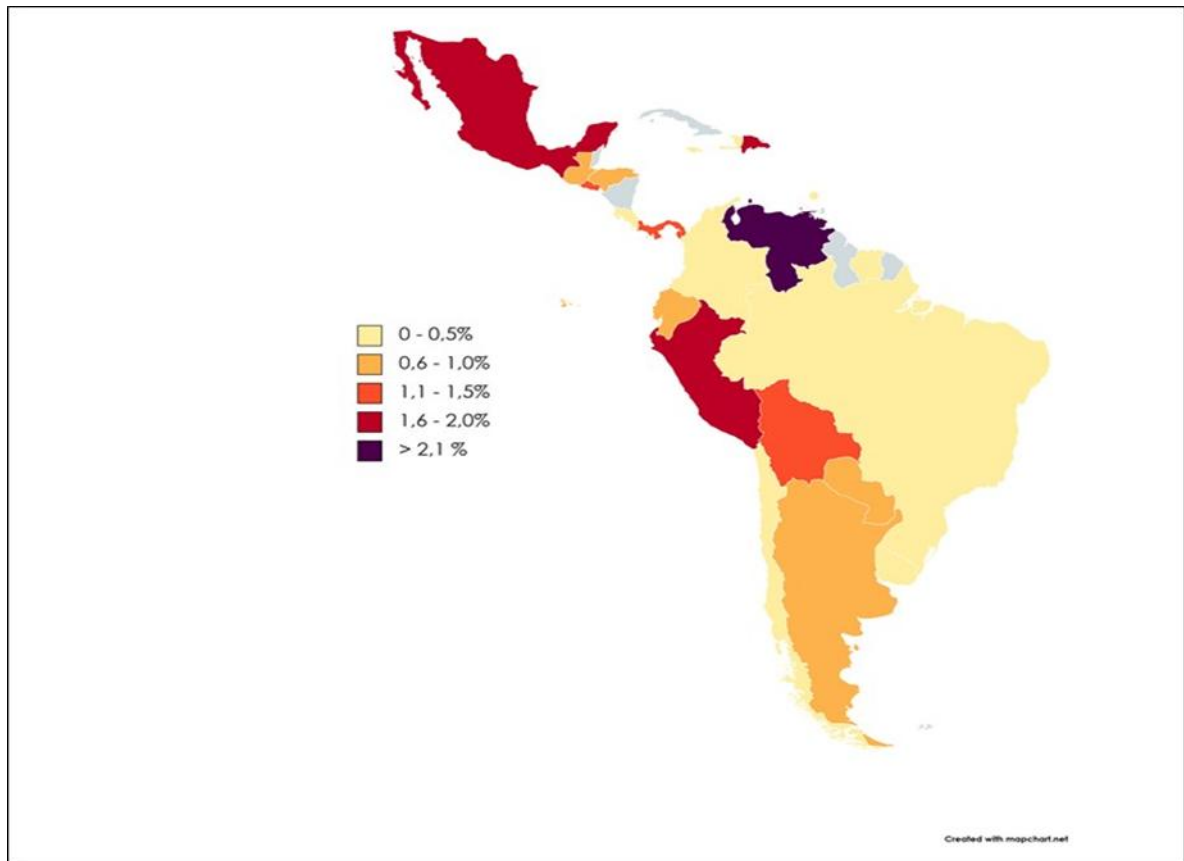 0 - 0,5%
0,6 - 1,0%
1,1 - 1,5%
1,6 - 2,0%
> 2,1 %
Created with mapchart.net